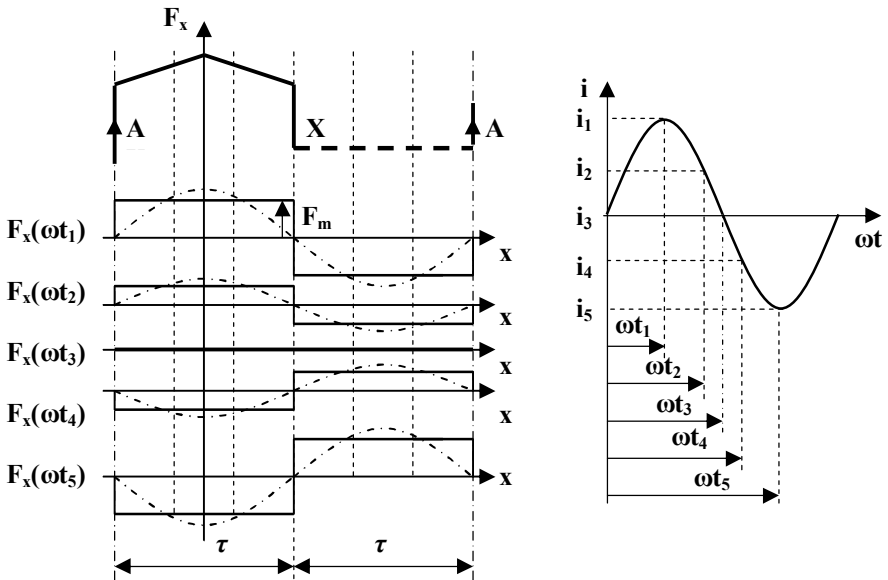 Fₓ
A X A
Fₘ
Fₓ(ωt₁)
x
Fₓ(ωt₂)
x
Fₓ(ωt₃)
x
Fₓ(ωt₄)
x
Fₓ(ωt₅)
x
τ τ
i
i₁
i₂
i₃
ωt
i₄
i₅
ωt₁
ωt₂
ωt₃
ωt₄
ωt₅